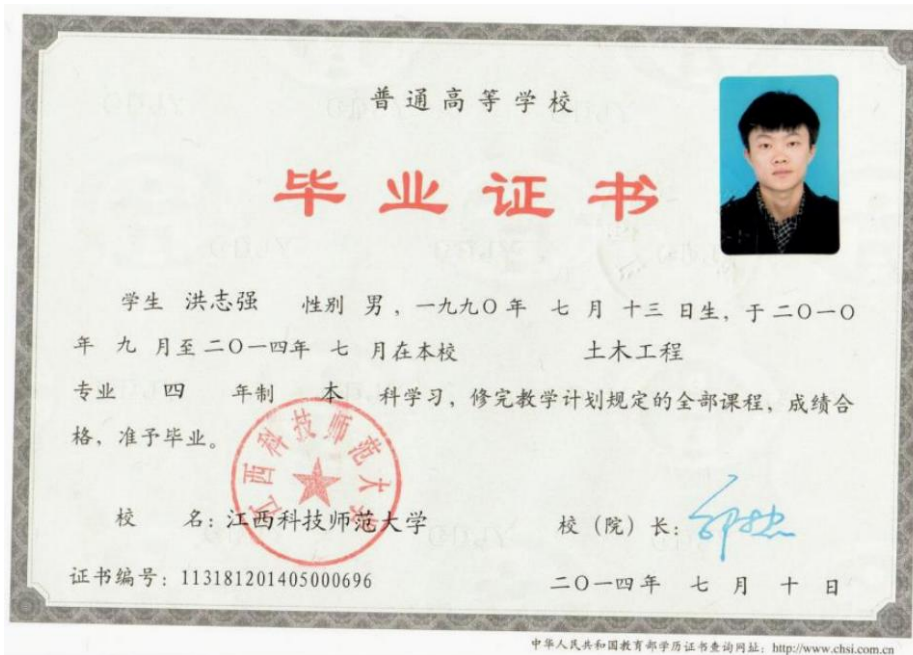 普通高等学校
毕业证书
学生 洪志强 性别 男，一九九〇年 七 月 十三 日生，于二〇一〇
年 九 月至二〇一四年 七 月在本校 土木工程
专业 四 年制 本 科学习，修完教学计划规定的全部课程，成绩合
格，准予毕业。
江西科技师范大学
校 名：江西科技师范大学 校（院）长：
证书编号：113181201405000696 二〇一四年 七 月 十 日
中华人民共和国教育部学历证书查询网址：http://www.chsi.com.cn